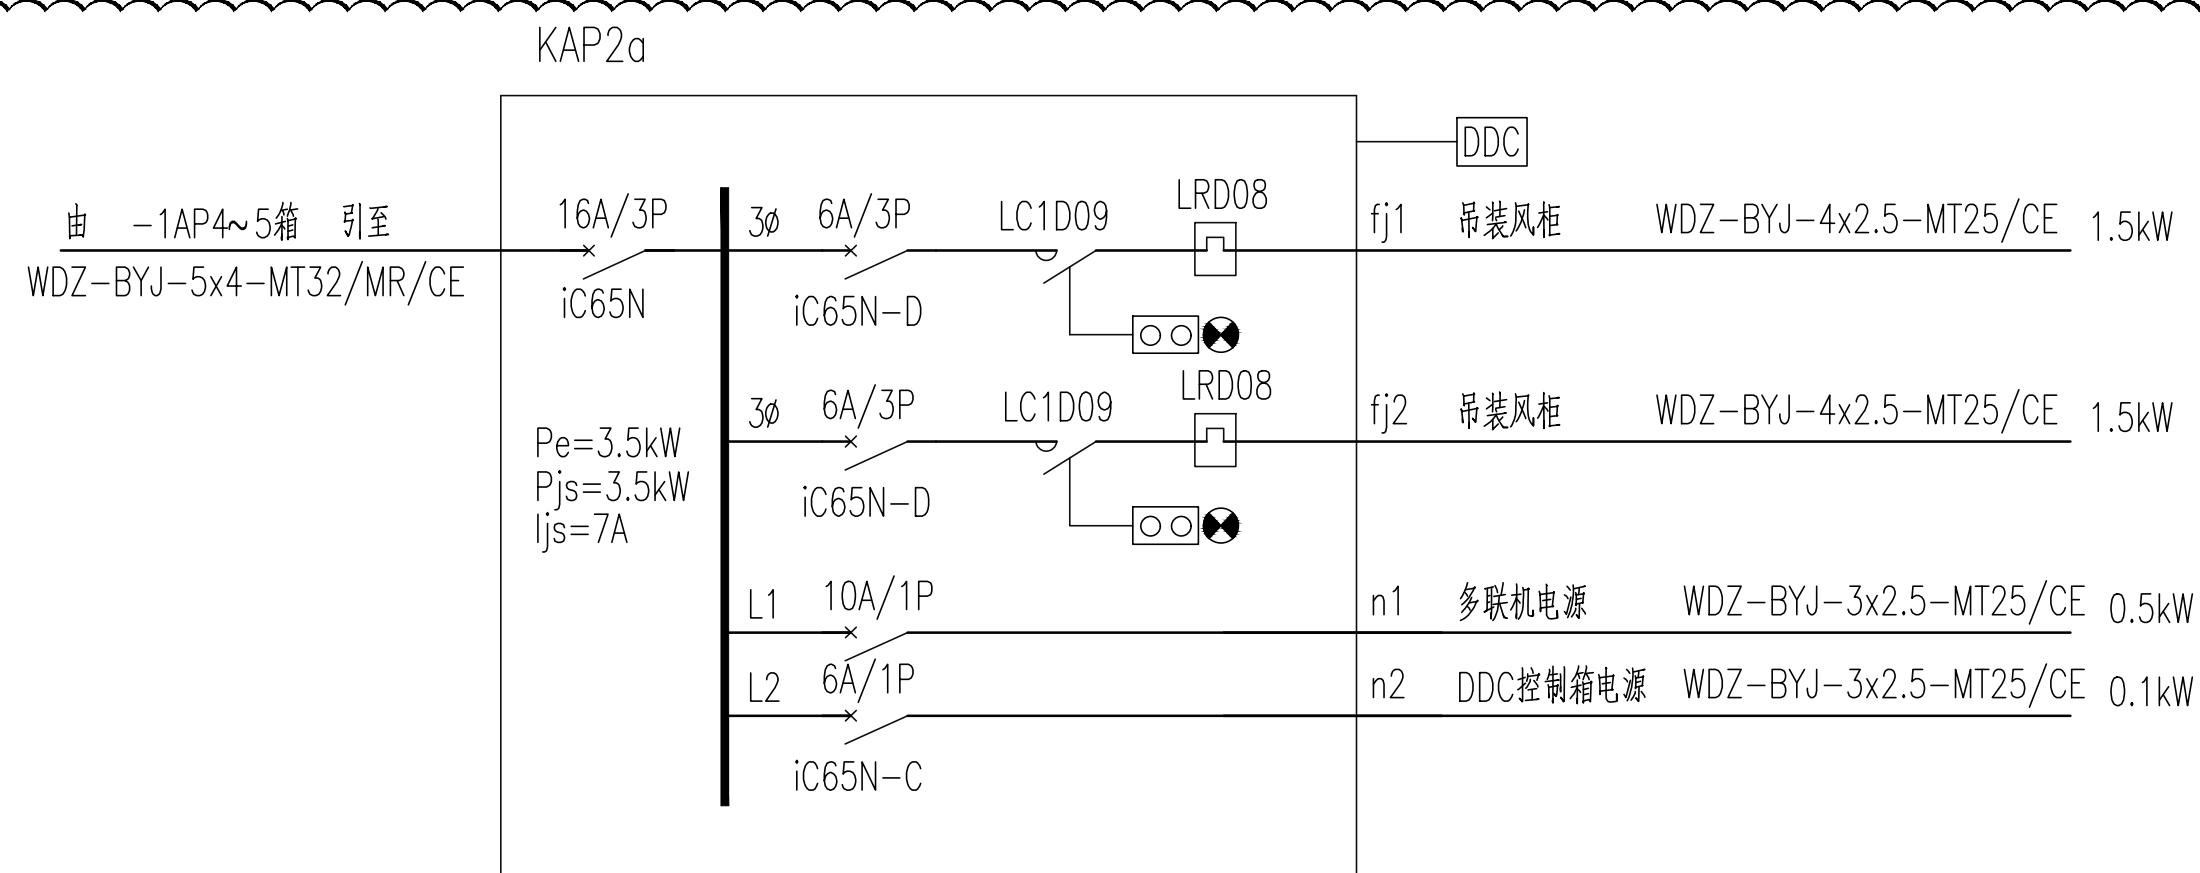 KAP2a
DDC
由 -1AP4~5箱 引至
WDZ-BYJ-5x4-MT32/MR/CE
16A/3P
iC65N
3ø 6A/3P LC1D09 LRD08 fj1 吊装风柜 WDZ-BYJ-4x2.5-MT25/CE 1.5kW
iC65N-D
3ø 6A/3P LC1D09 LRD08 fj2 吊装风柜 WDZ-BYJ-4x2.5-MT25/CE 1.5kW
iC65N-D
Pe=3.5kW
Pjs=3.5kW
Ijs=7A
L1 10A/1P n1 多联机电源 WDZ-BYJ-3x2.5-MT25/CE 0.5kW
L2 6A/1P n2 DDC控制箱电源 WDZ-BYJ-3x2.5-MT25/CE 0.1kW
iC65N-C